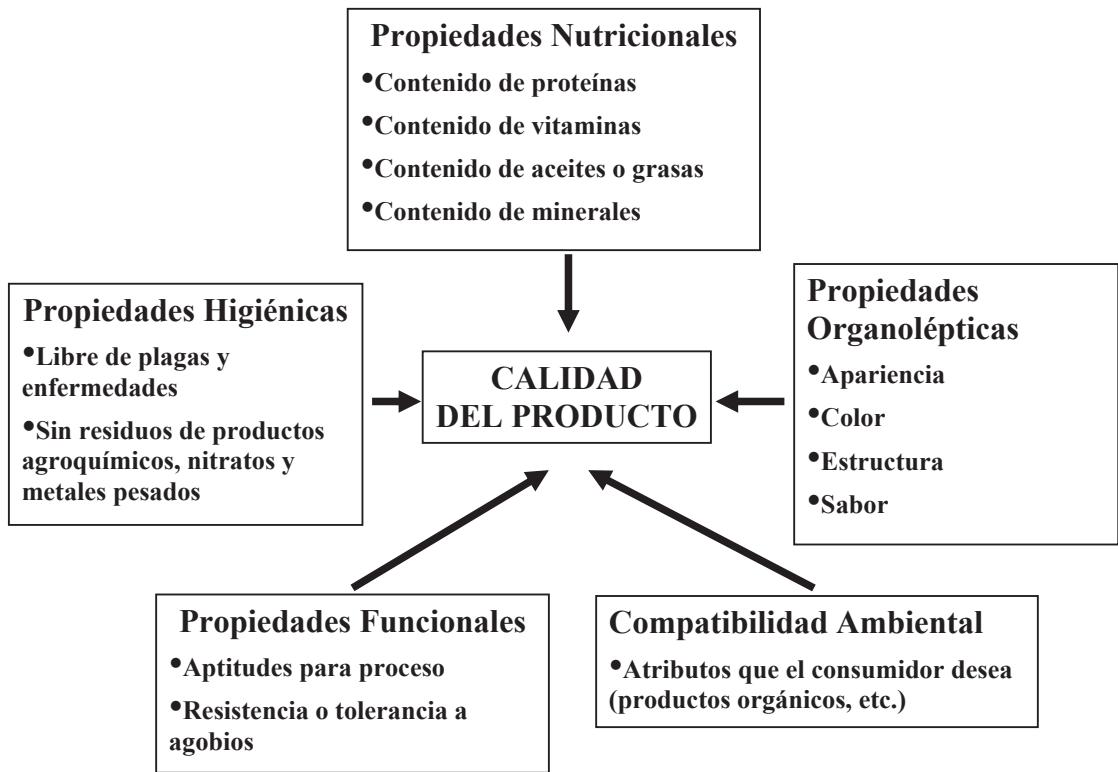 Propiedades Nutricionales
•Contenido de proteínas
•Contenido de vitaminas
•Contenido de aceites o grasas
•Contenido de minerales
Propiedades Higiénicas
•Libre de plagas y
enfermedades
•Sin residuos de productos
agroquímicos, nitratos y
metales pesados
CALIDAD
DEL PRODUCTO
Propiedades
Organolépticas
•Apariencia
•Color
•Estructura
•Sabor
Propiedades Funcionales
•Aptitudes para proceso
•Resistencia o tolerancia a
agobios
Compatibilidad Ambiental
•Atributos que el consumidor desea
(productos orgánicos, etc.)